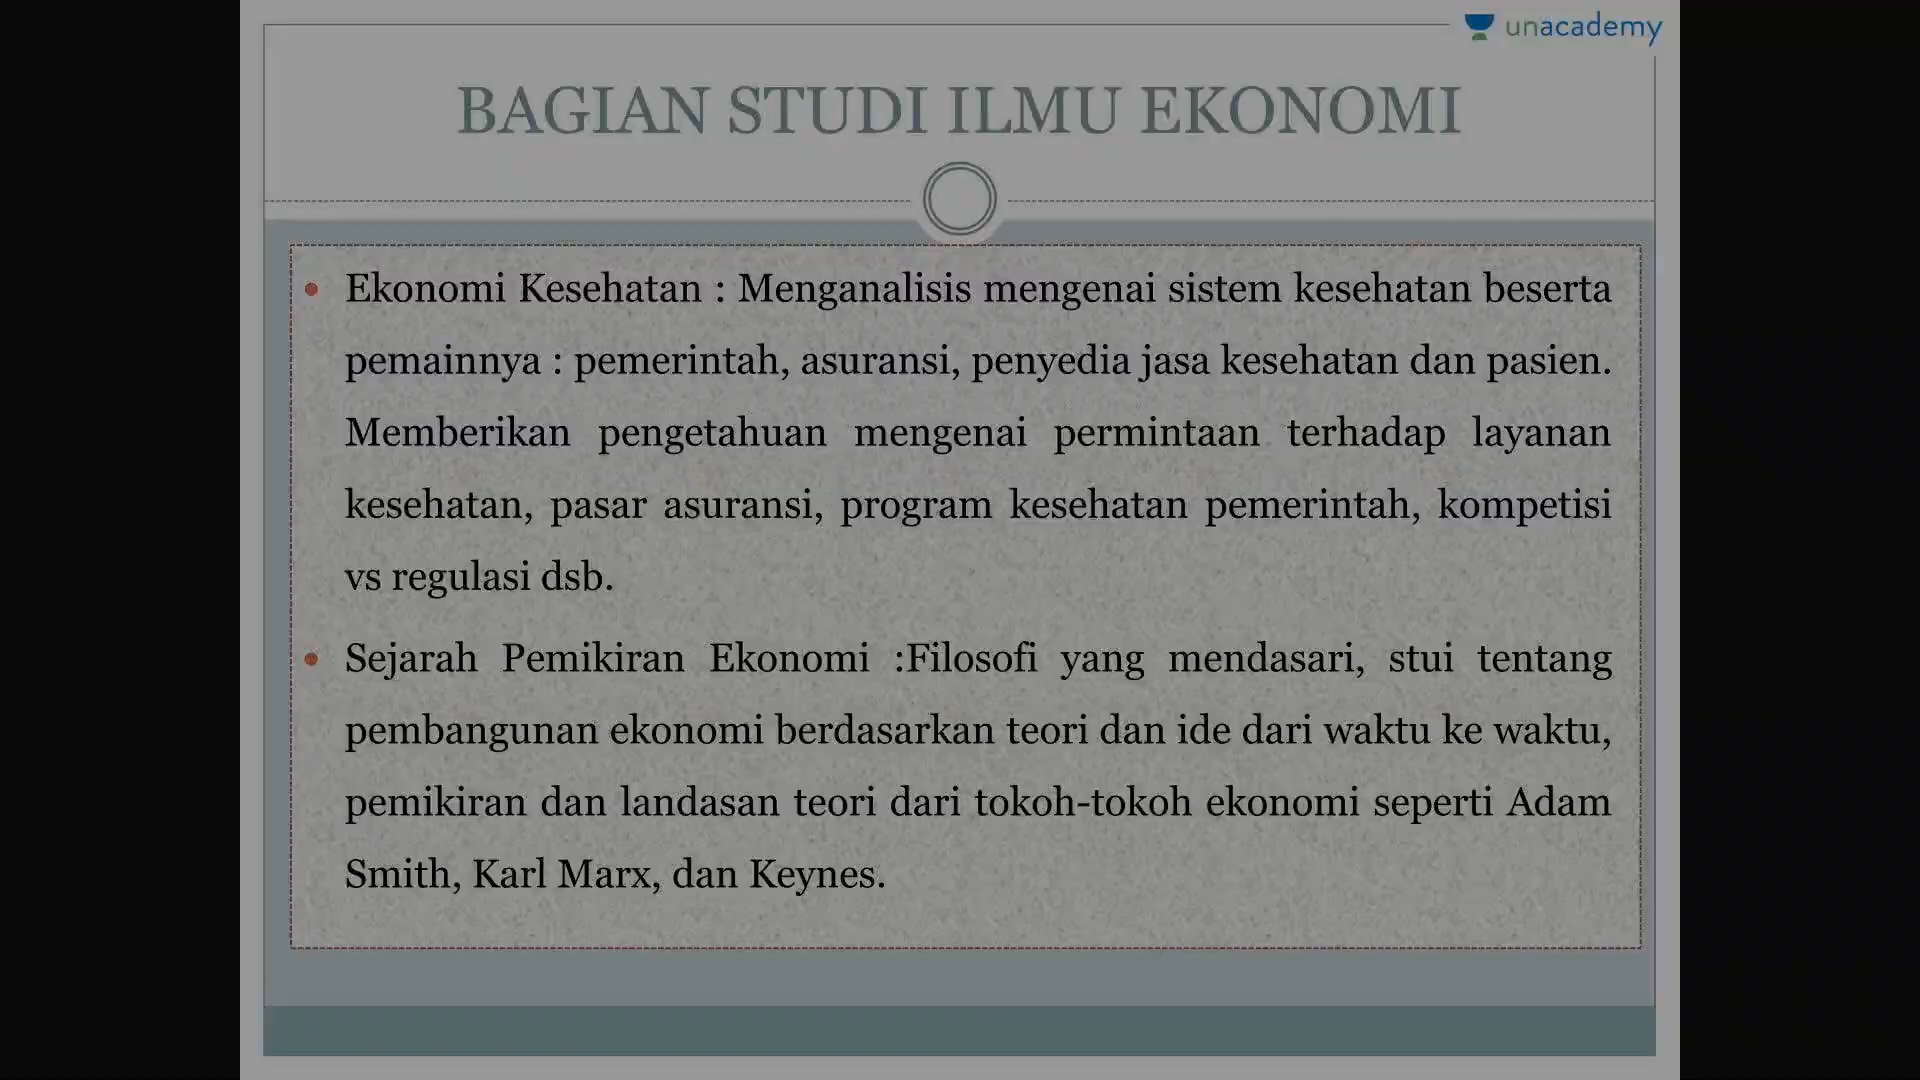 unacademy
BAGIAN STUDI ILMU EKONOMI
• Ekonomi Kesehatan : Menganalisis mengenai sistem kesehatan beserta
pemainnya : pemerintah, asuransi, penyedia jasa kesehatan dan pasien.
Memberikan pengetahuan mengenai permintaan terhadap layanan
kesehatan, pasar asuransi, program kesehatan pemerintah, kompetisi
vs regulasi dsb.
• Sejarah Pemikiran Ekonomi :Filosofi yang mendasari, stui tentang
pembangunan ekonomi berdasarkan teori dan ide dari waktu ke waktu,
pemikiran dan landasan teori dari tokoh-tokoh ekonomi seperti Adam
Smith, Karl Marx, dan Keynes.